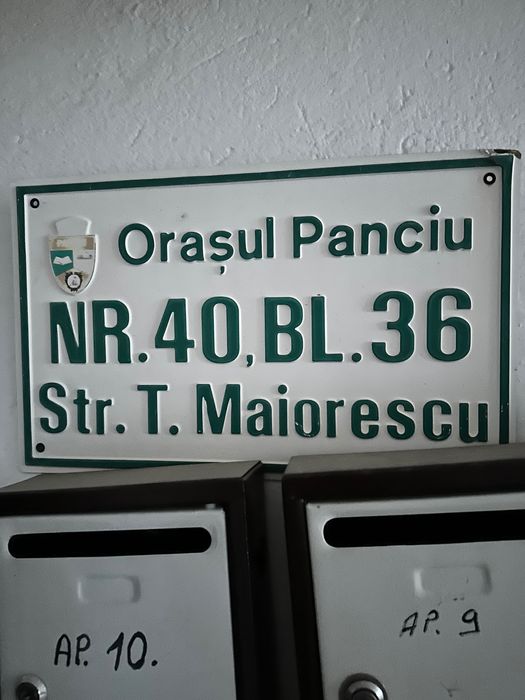 Orașul Panciu
NR.40, BL.36
Str. T. Maiorescu
AP. 10.
AP. 9